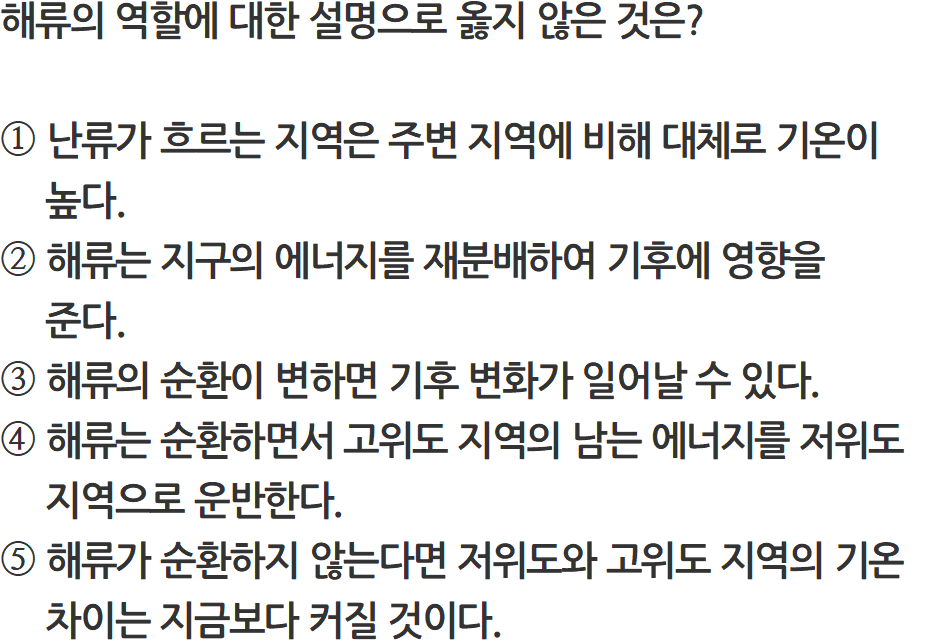 해류의 역할에 대한 설명으로 옳지 않은 것은?
① 난류가 흐르는 지역은 주변 지역에 비해 대체로 기온이
높다.
② 해류는 지구의 에너지를 재분배하여 기후에 영향을
준다.
③ 해류의 순환이 변하면 기후 변화가 일어날 수 있다.
④ 해류는 순환하면서 고위도 지역의 남는 에너지를 저위도
지역으로 운반한다.
⑤ 해류가 순환하지 않는다면 저위도와 고위도 지역의 기온
차이는 지금보다 커질 것이다.